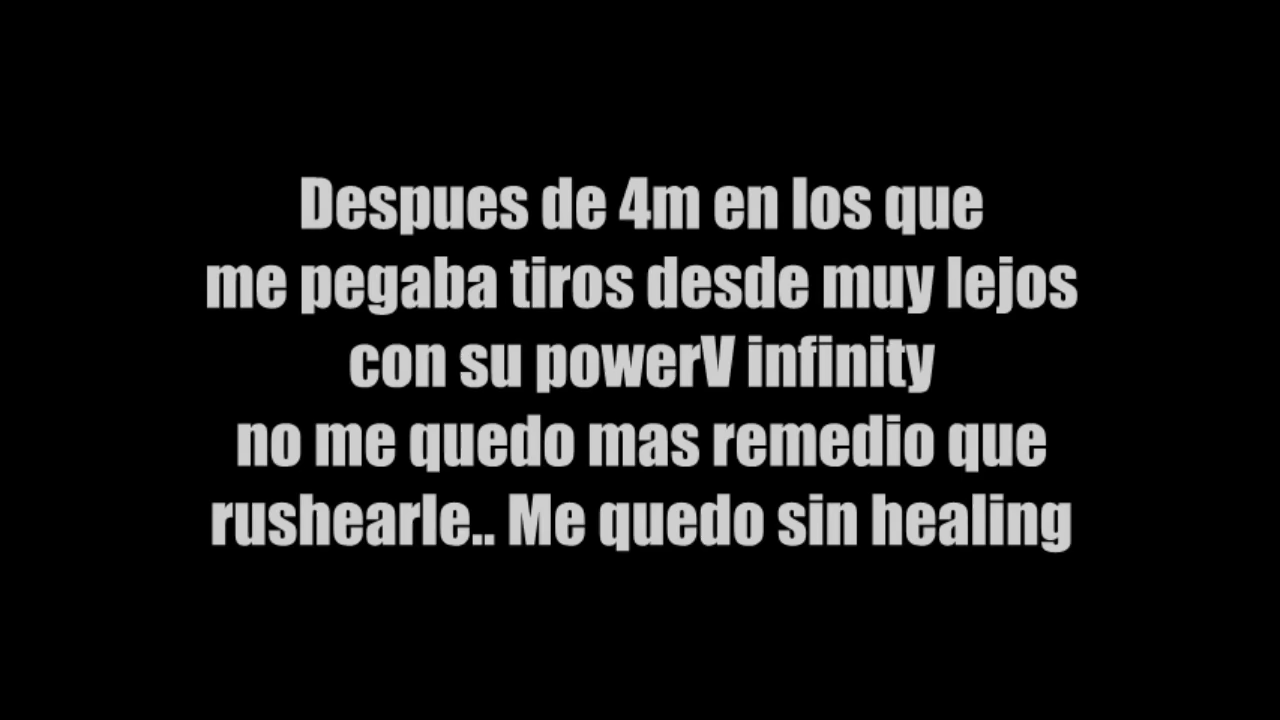 Despues de 4m en los que
me pegaba tiros desde muy lejos
con su powerV infinity
no me quedo mas remedio que
rushearle.. Me quedo sin healing